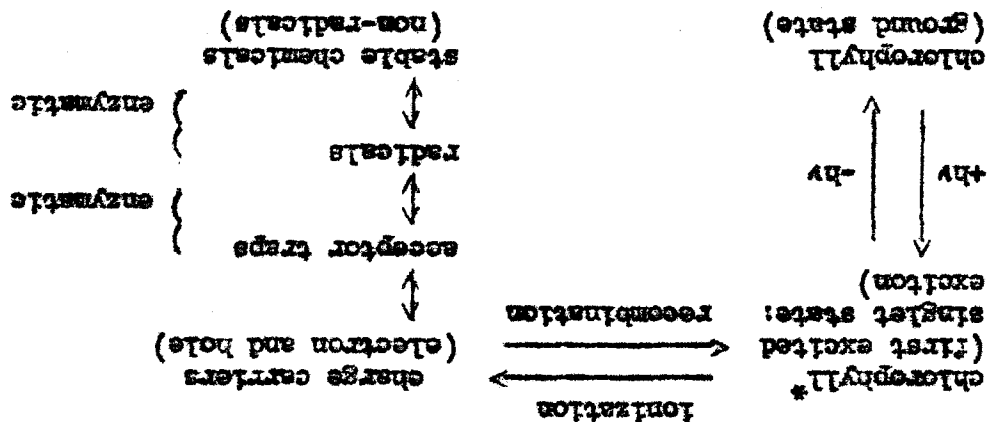 ionization
chlorophyll*
(first excited
singlet state:
exciton)
charge carriers
(electron and hole)
recombination
acceptor traps
enzymatic
+hν
-hν
radicals
enzymatic
chlorophyll
(ground state)
stable chemicals
(non-radicals)